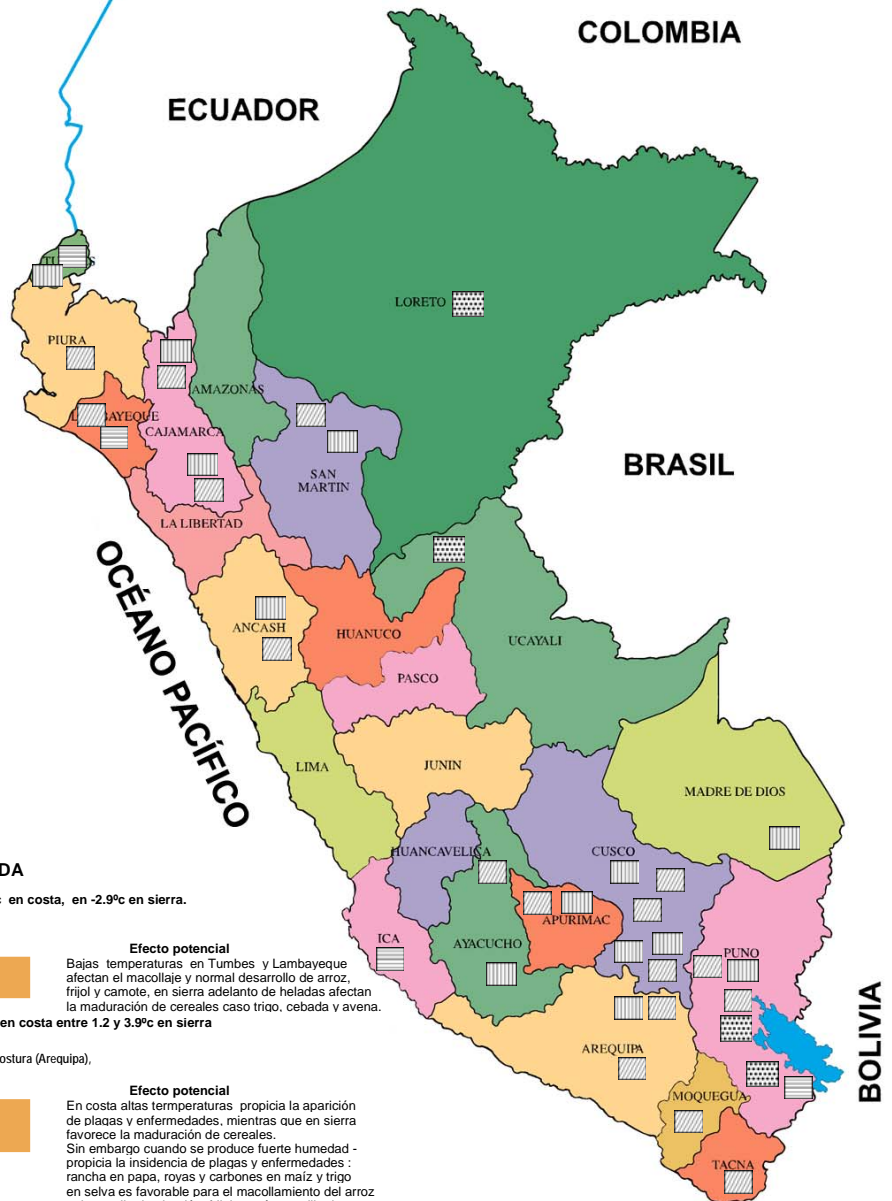 COLOMBIA
ECUADOR
LORETO
PIURA
AMAZONAS
CAJAMARCA
SAN
MARTIN
BRASIL
LA LIBERTAD
OCÉANO PACÍFICO
ANCASH
HUANUCO
UCAYALI
PASCO
LIMA
JUNIN
MADRE DE DIOS
HUANCAVELICA
CUSCO
APURIMAC
ICA
AYACUCHO
PUNO
AREQUIPA
BOLIVIA
MOQUEGUA
TACNA
DA
en costa, en -2.9ºc en sierra.
Efecto potencial
Bajas temperaturas en Tumbes y Lambayeque
afectan el macollaje y normal desarrollo de arroz,
frijol y camote, en sierra adelanto de heladas afectan
la maduración de cereales caso trigo, cebada y avena.
en costa entre 1.2 y 3.9ºc en sierra
ostura (Arequipa),
Efecto potencial
En costa altas termperaturas propicia la aparición
de plagas y enfermedades, mientras que en sierra
favorece la maduración de cereales.
Sin embargo cuando se produce fuerte humedad -
propicia la incidencia de plagas y enfermedades :
rancha en papa, royas y carbones en maíz y trigo
en selva es favorable para el macollamiento del arroz